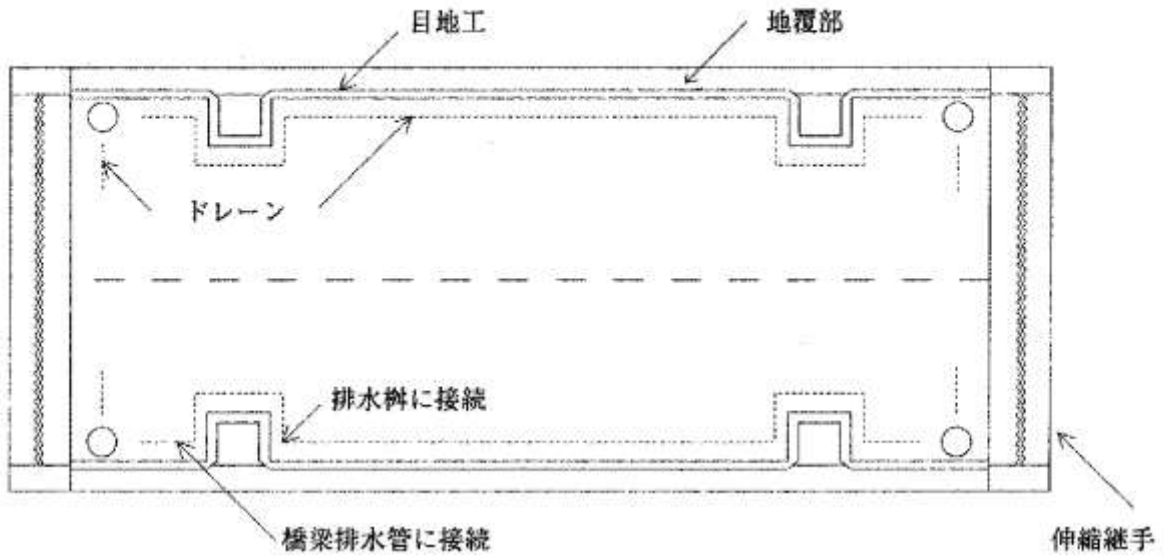 目地工
地覆部
ドレーン
排水桝に接続
橋梁排水管に接続
伸縮継手